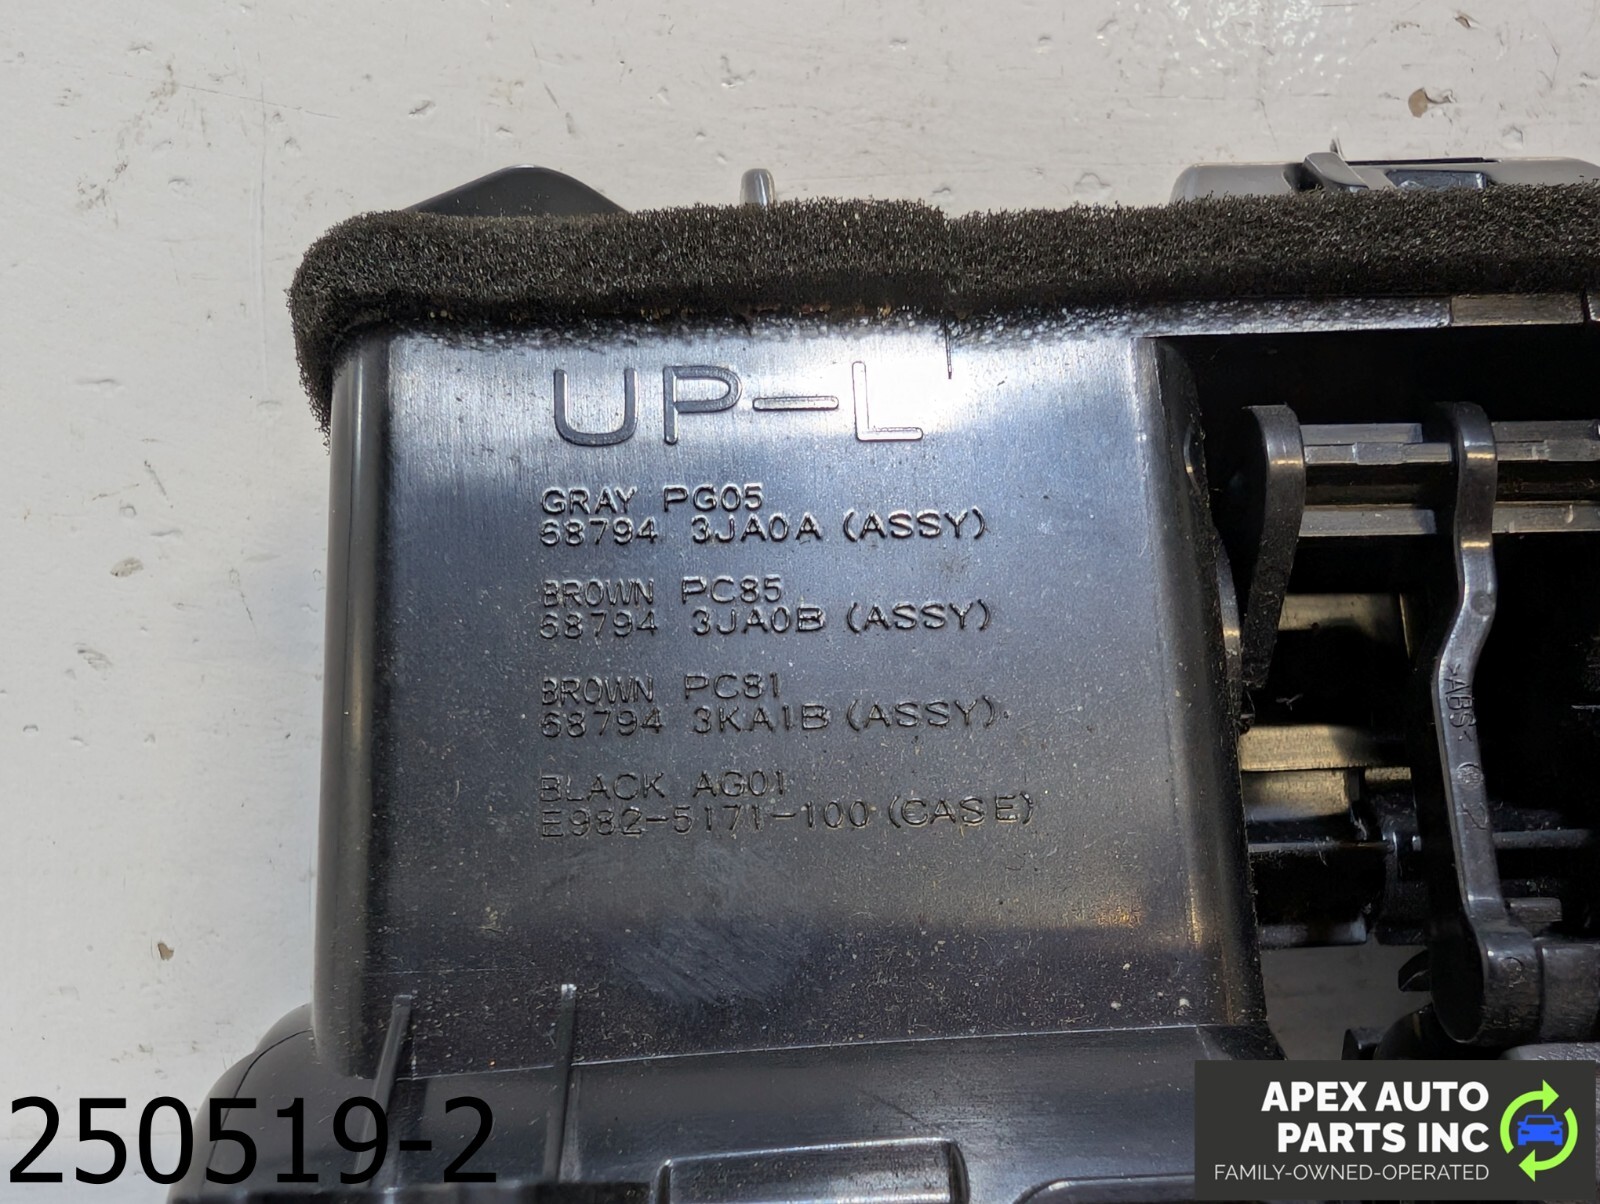 UP-L
GRAY PG05
68794 3JA0A (ASSY)
BROWN PC85
68794 3JA0B (ASSY)
BROWN PC81
68794 3KA1B (ASSY)
BLACK AG01
E982-5171-100 (CASE)
>ABS<
250519-2
APEX AUTO
PARTS INC
FAMILY-OWNED-OPERATED